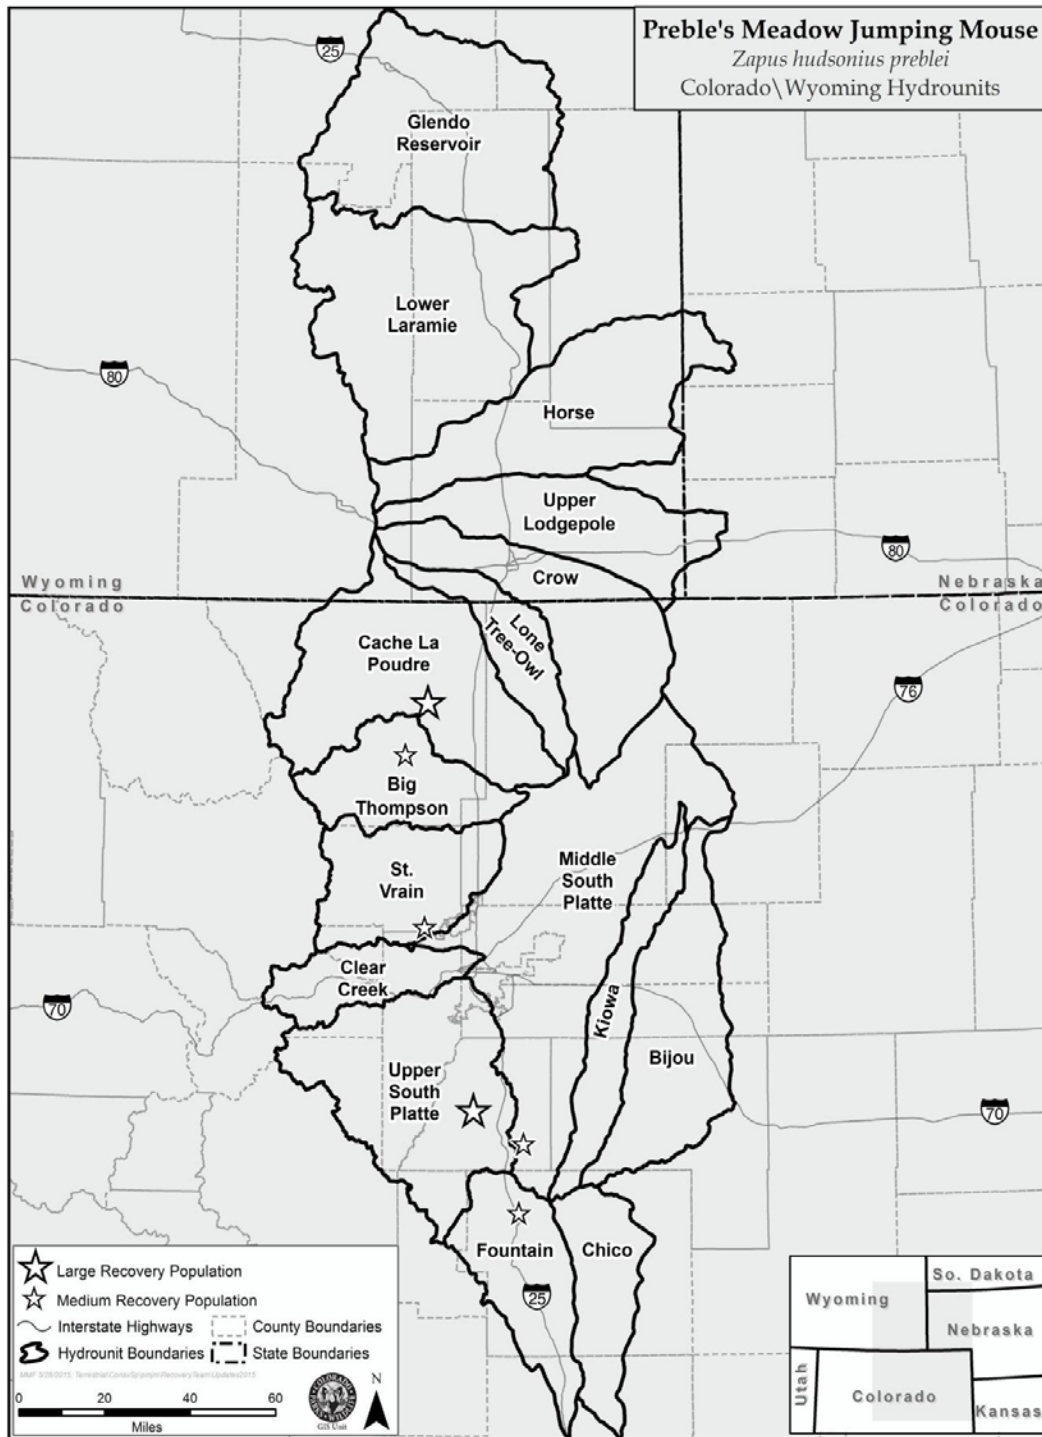 Preble's Meadow Jumping Mouse
Zapus hudsonius preblei
Colorado\Wyoming Hydrounits
25
Glendo
Reservoir
Lower
Laramie
80
Horse
Upper
Lodgepole
80
Crow
Wyoming
Colorado
Nebraska
Colorado
Lone
Tree-Owl
Cache La
Poudre
76
Big
Thompson
St.
Vrain
Middle
South
Platte
Clear
Creek
70
Kiowa
Bijou
Upper
South
Platte
70
Fountain
Chico
25
Large Recovery Population
Medium Recovery Population
Interstate Highways
County Boundaries
Hydrounit Boundaries
State Boundaries
N
0 20 40 60
Miles
GIS Unit
So. Dakota
Wyoming
Nebraska
Utah
Colorado
Kansas